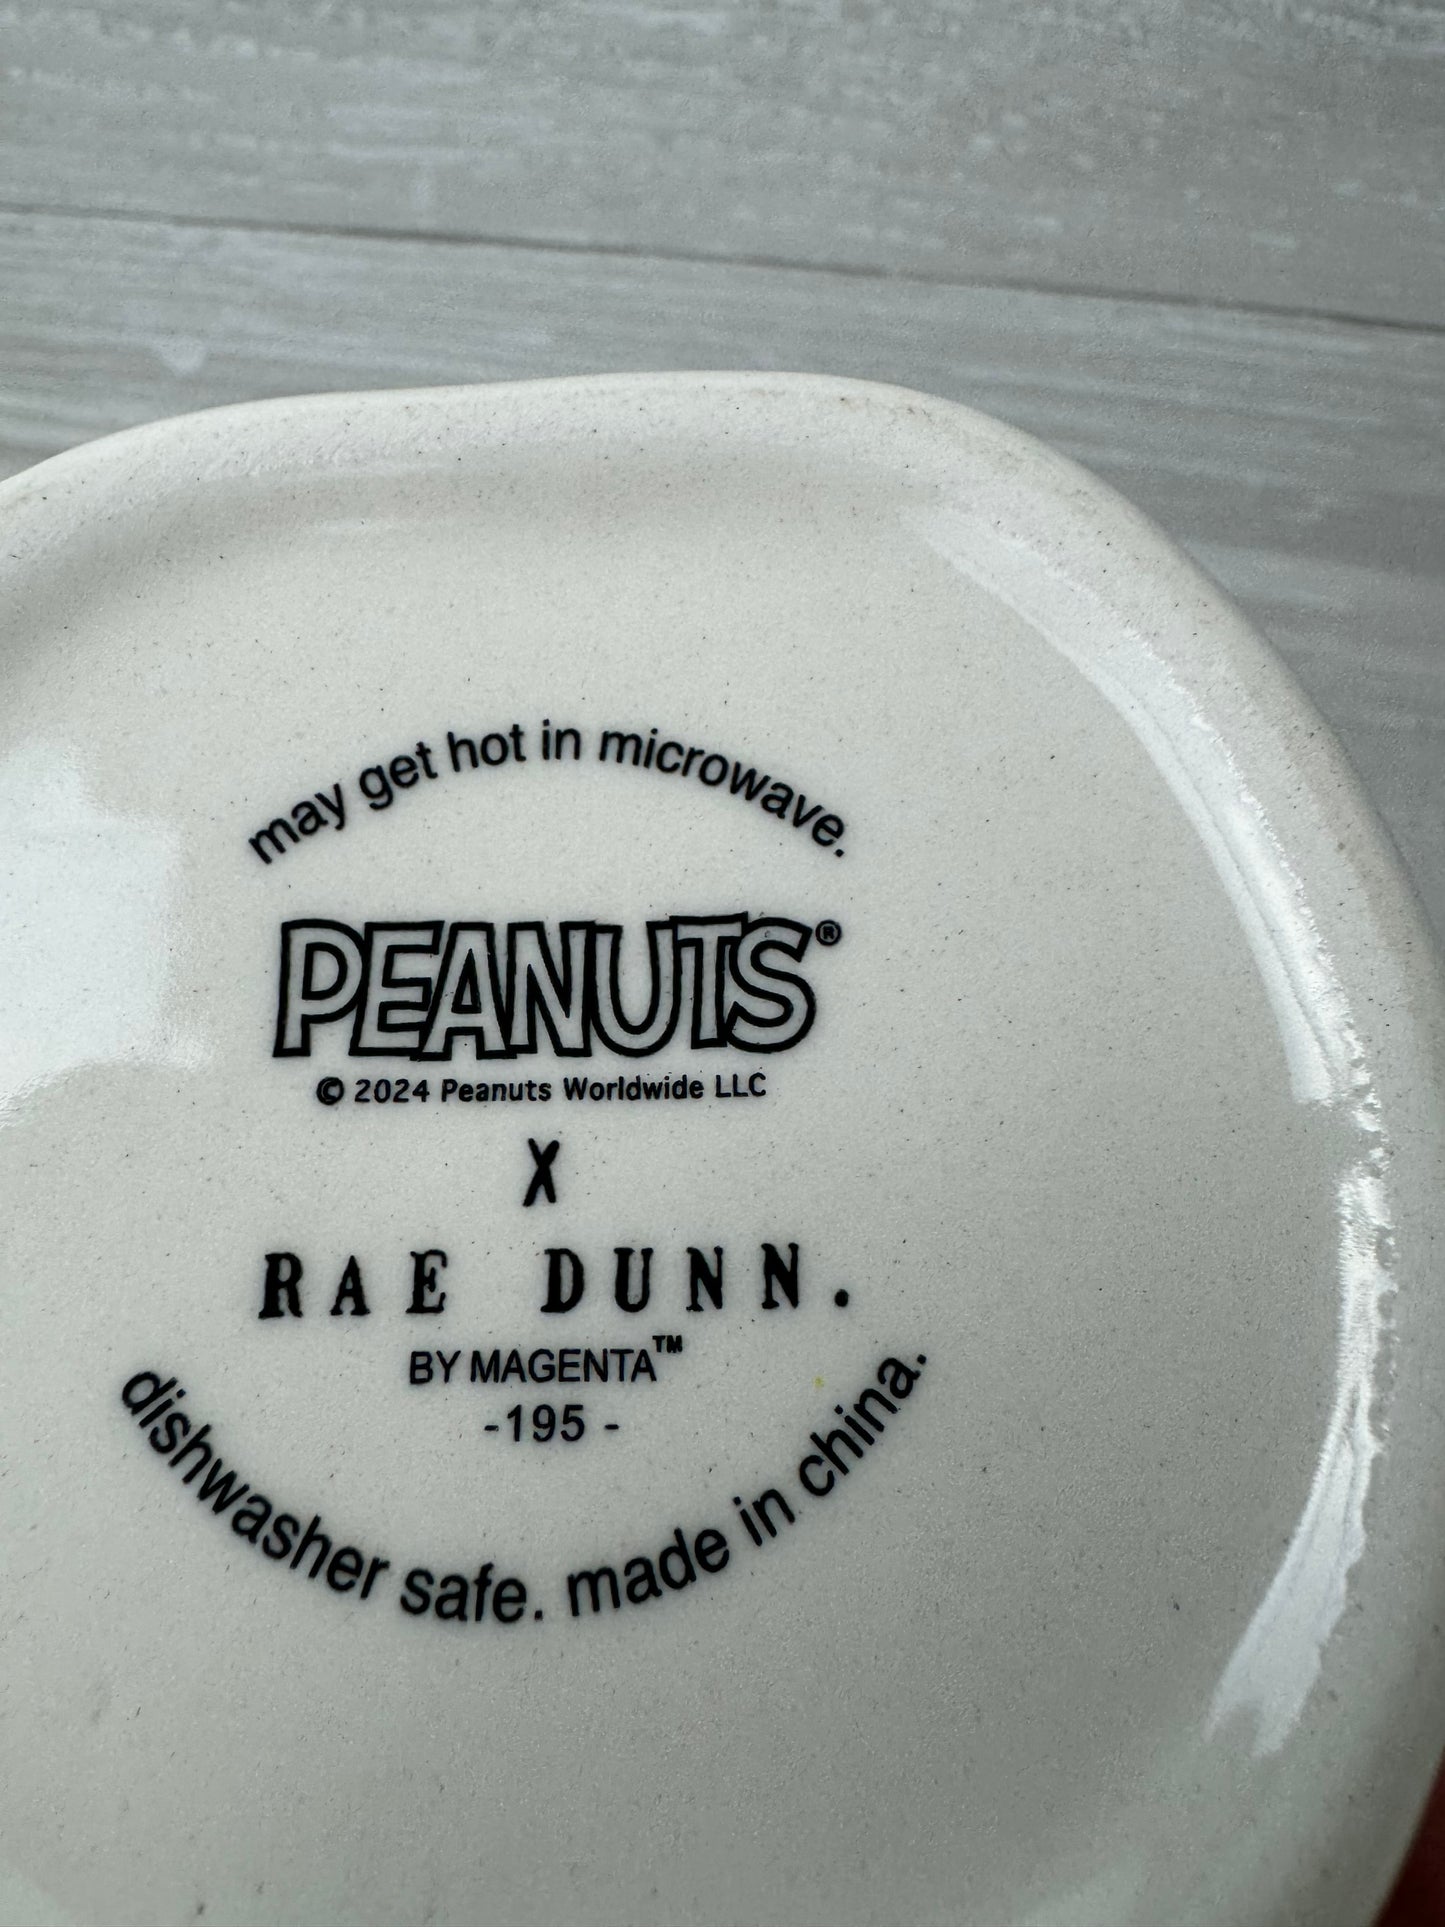 may get hot in microwave.
PEANUTS®
© 2024 Peanuts Worldwide LLC
X
RAE DUNN.
BY MAGENTA™
-195 -
dishwasher safe. made in china.